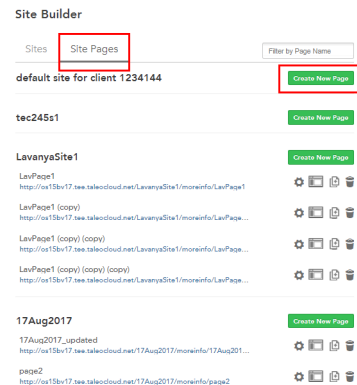 Site Builder
Sites Site Pages Filter by Page Name
default site for client 1234144 Create New Page
tec245s1 Create New Page
LavanyaSite1 Create New Page
LavPage1
http://os15bv17.tee.taleocloud.net/LavanyaSite1/moreinfo/LavPage1
LavPage1 (copy)
http://os15bv17.tee.taleocloud.net/LavanyaSite1/moreinfo/LavPage...
LavPage1 (copy) (copy)
http://os15bv17.tee.taleocloud.net/LavanyaSite1/moreinfo/LavPage...
LavPage1 (copy) (copy) (copy)
http://os15bv17.tee.taleocloud.net/LavanyaSite1/moreinfo/LavPage...
17Aug2017 Create New Page
17Aug2017_updated
http://os15bv17.tee.taleocloud.net/17Aug2017/moreinfo/17Aug201...
page2
http://os15bv17.tee.taleocloud.net/17Aug2017/moreinfo/page2